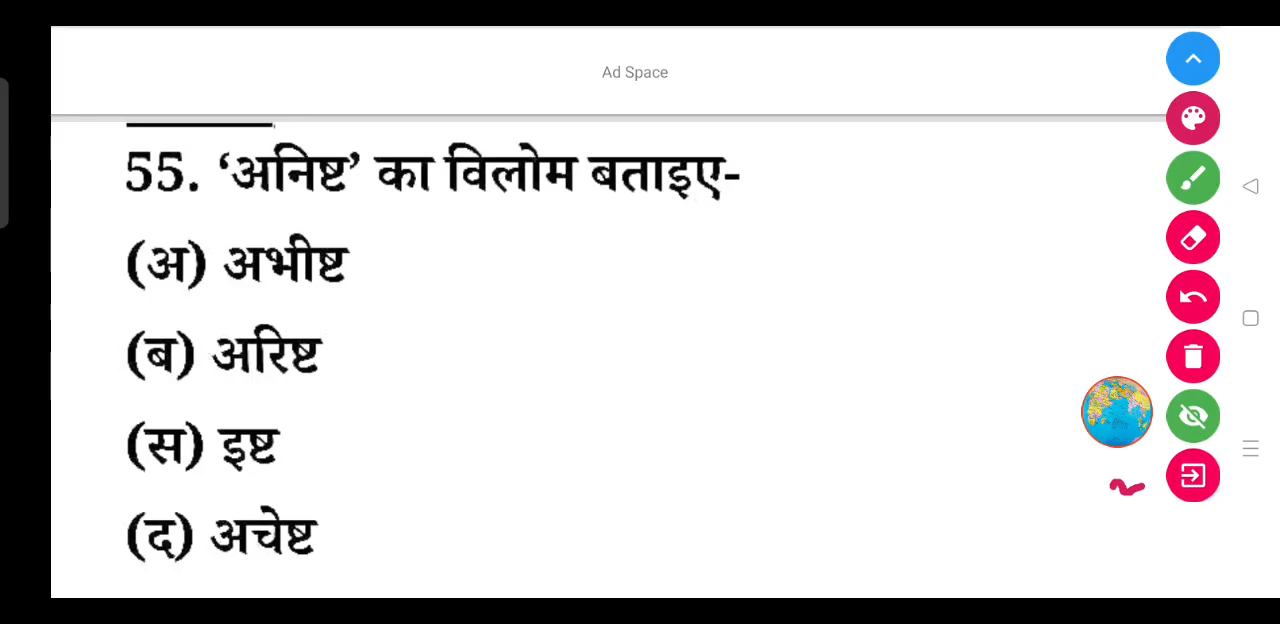 Ad Space
55. ‘अनिष्ट’ का विलोम बताइए-
(अ) अभीष्ट
(ब) अरिष्ट
(स) इष्ट
(द) अचेष्ट